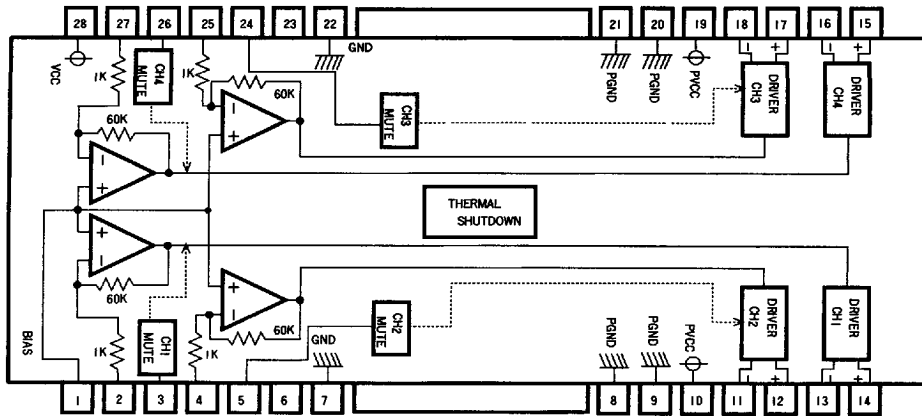 28 27 26 25 24 23 22 21 20 19 18 17 16 15
VCC
1K
CH4 MUTE
1K
60K
GND
PGND
PGND
PVCC
- + - +
60K
CH3 MUTE
DRIVER CH3
DRIVER CH4
-
+
-
+
THERMAL
SHUTDOWN
+
-
+
-
60K
60K
BIAS
1K
CH1 MUTE
1K
GND
CH2 MUTE
PGND
PGND
PVCC
DRIVER CH2
DRIVER CH1
- + - +
1 2 3 4 5 6 7 8 9 10 11 12 13 14